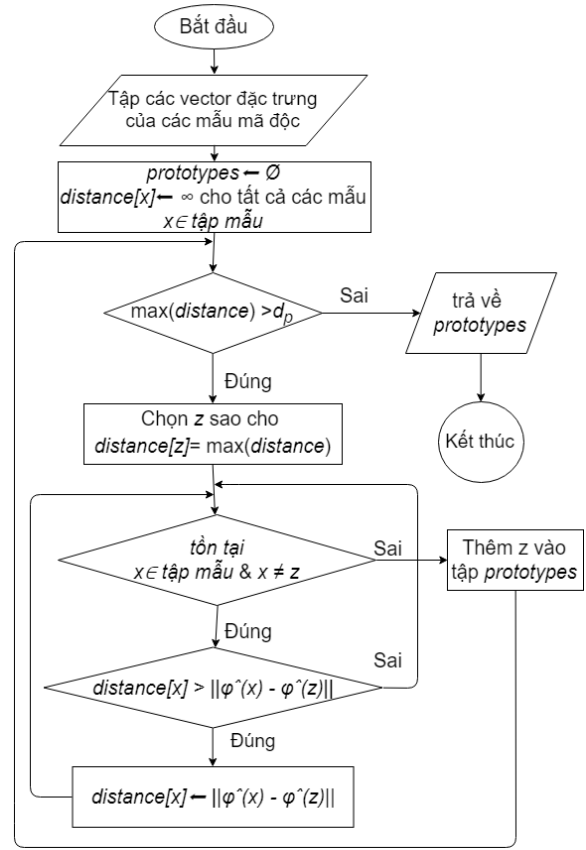 Bắt đầu
Tập các vector đặc trưng
của các mẫu mã độc
prototypes ← Ø
distance[x] ← ∞ cho tất cả các mẫu
x ∈ tập mẫu
max(distance) >dₚ
Sai
trả về
prototypes
Đúng
Chọn z sao cho
distance[z]= max(distance)
Kết thúc
tồn tại
x ∈ tập mẫu & x ≠ z
Sai
Thêm z vào
tập prototypes
Đúng
Sai
distance[x] > ||φ^(x) - φ^(z)||
Đúng
distance[x] ← ||φ^(x) - φ^(z)||